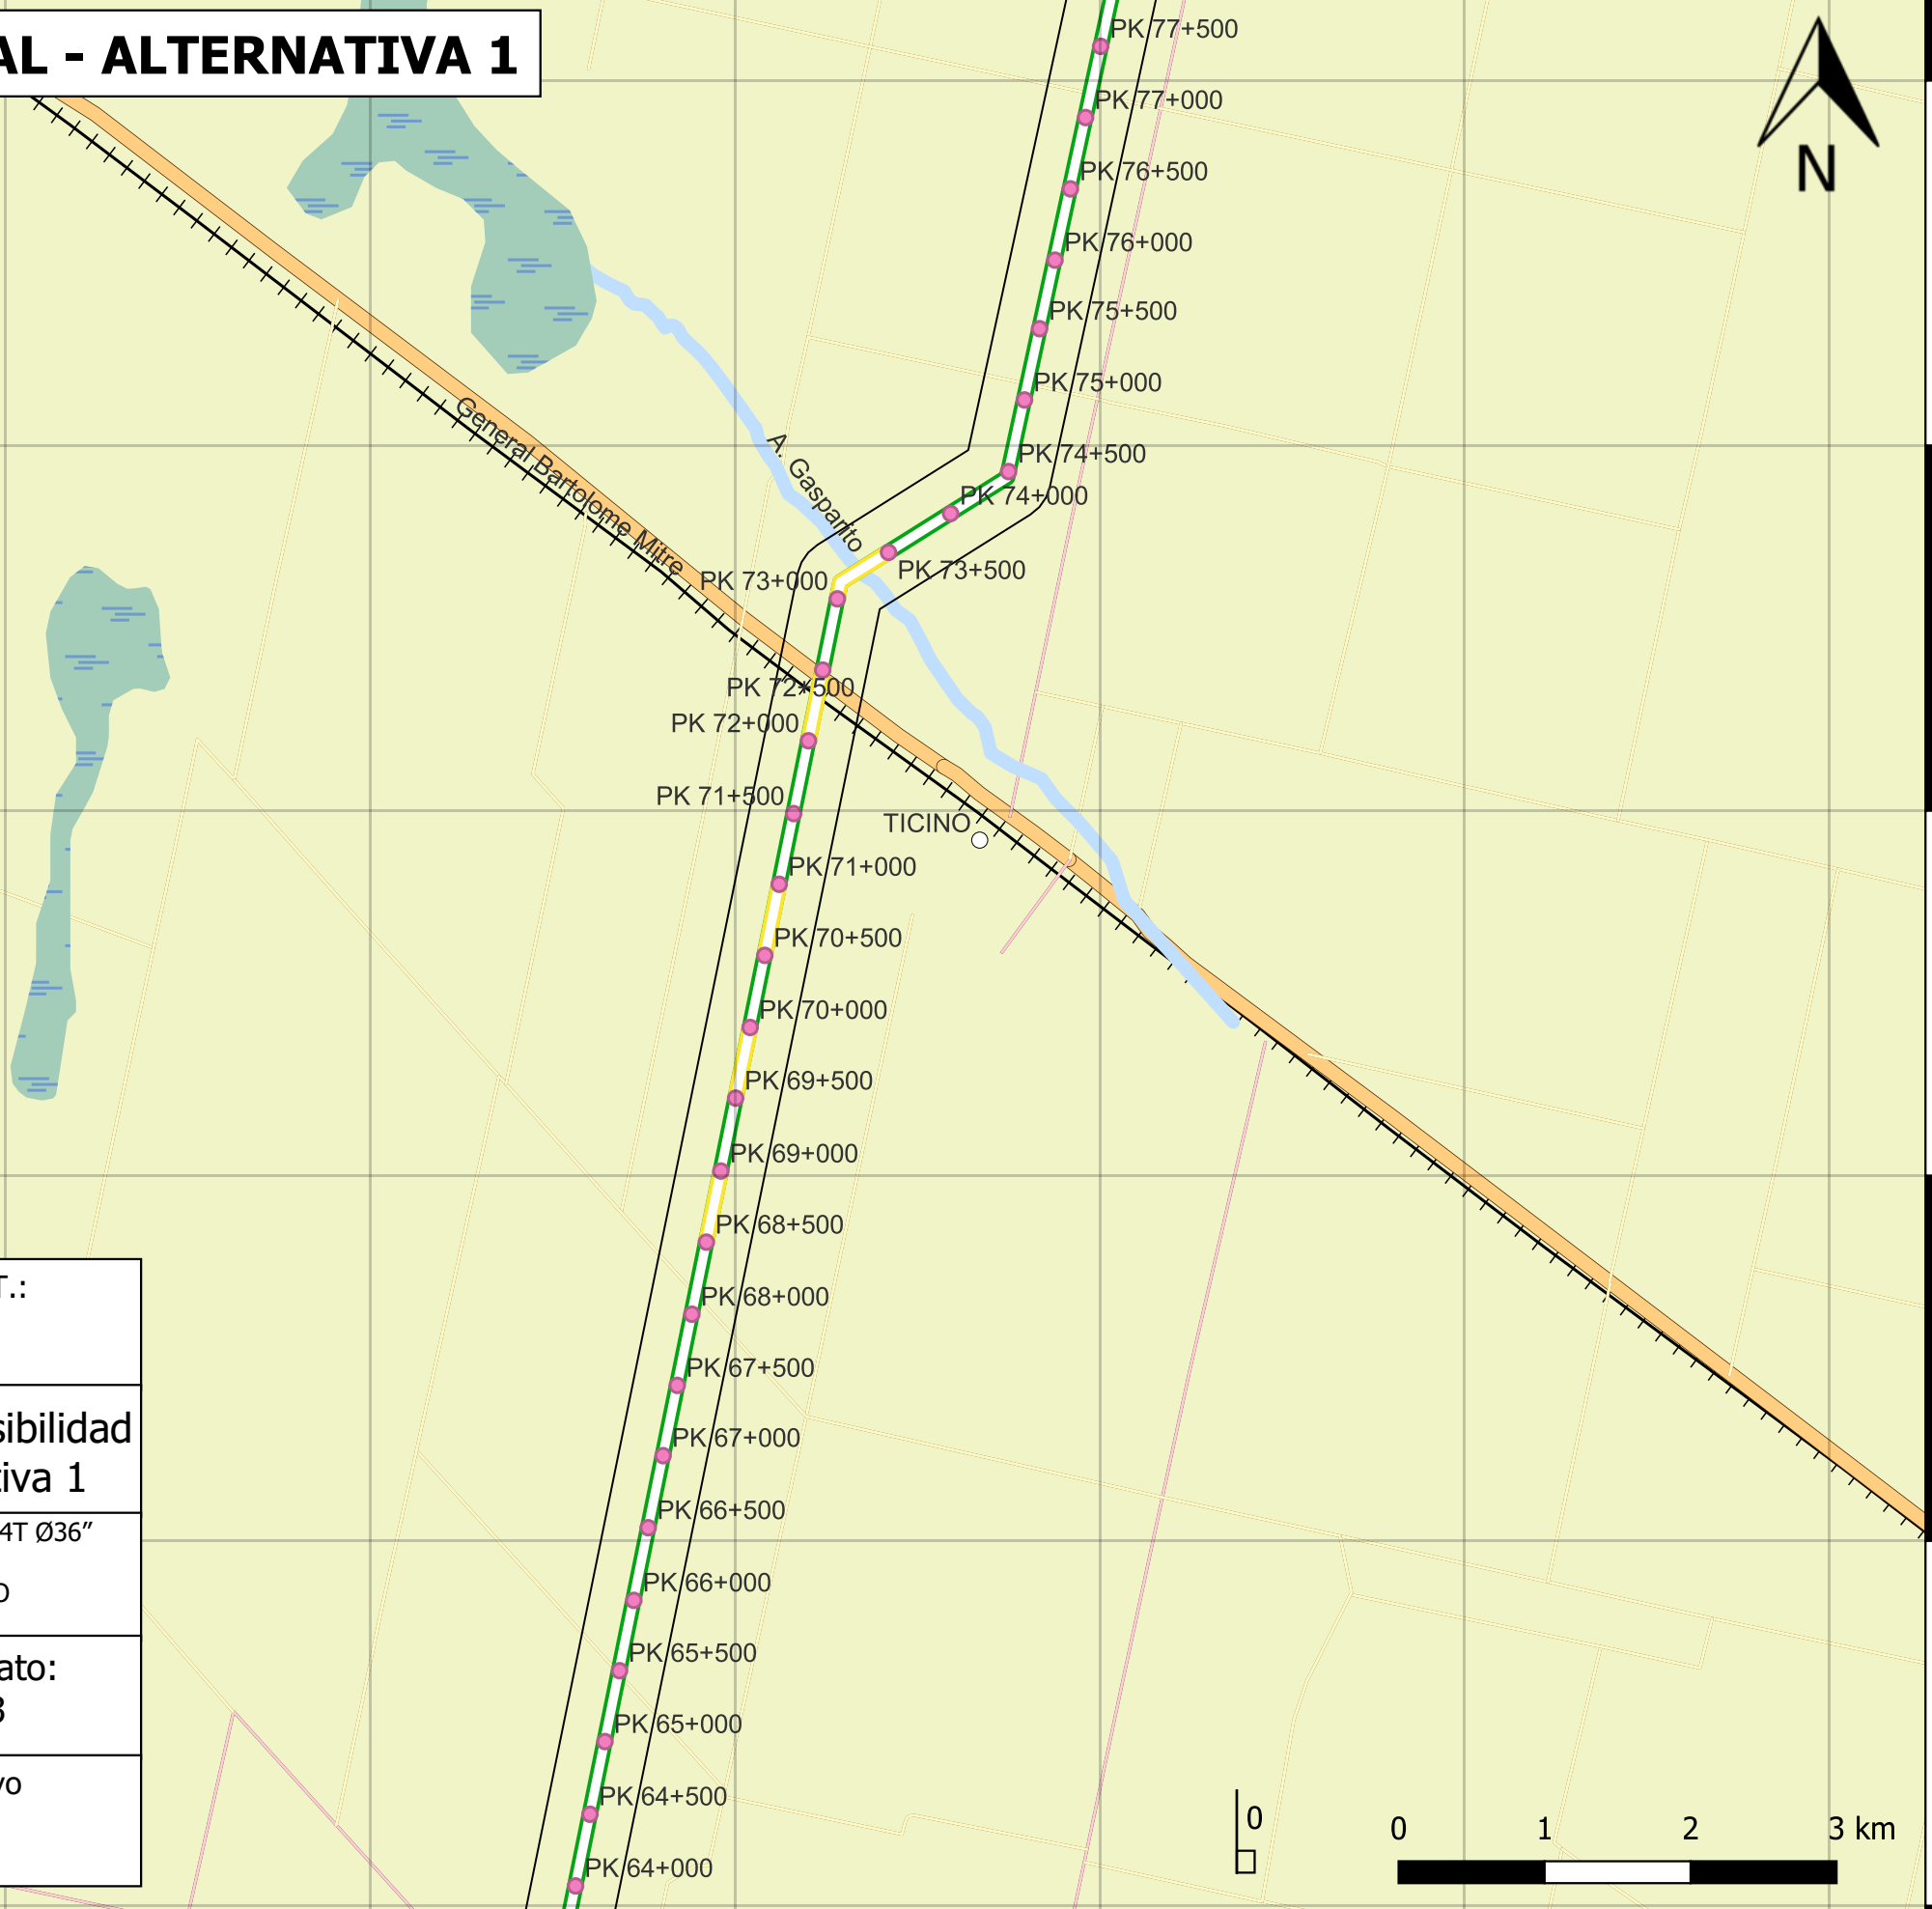 AL - ALTERNATIVA 1
PK 77+500
PK 77+000
N
PK 76+500
PK 76+000
PK 75+500
PK 75+000
General Bartolome Mitre
A. Gasparito
PK 74+500
PK 74+000
PK 73+500
PK 73+000
PK 72+500
PK 72+000
PK 71+500
TICINO
PK 71+000
PK 70+500
PK 70+000
PK 69+500
PK 69+000
PK 68+500
PK 68+000
PK 67+500
PK 67+000
PK 66+500
PK 66+000
PK 65+500
PK 65+000
PK 64+500
PK 64+000
T.:
sibilidad
tiva 1
4T Ø36”
o
ato:
3
vo
0
0 1 2 3 km